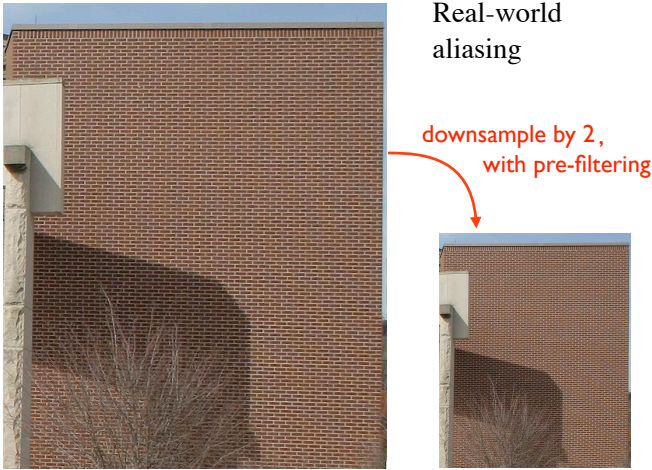 Real-world
aliasing
downsample by 2,
with pre-filtering